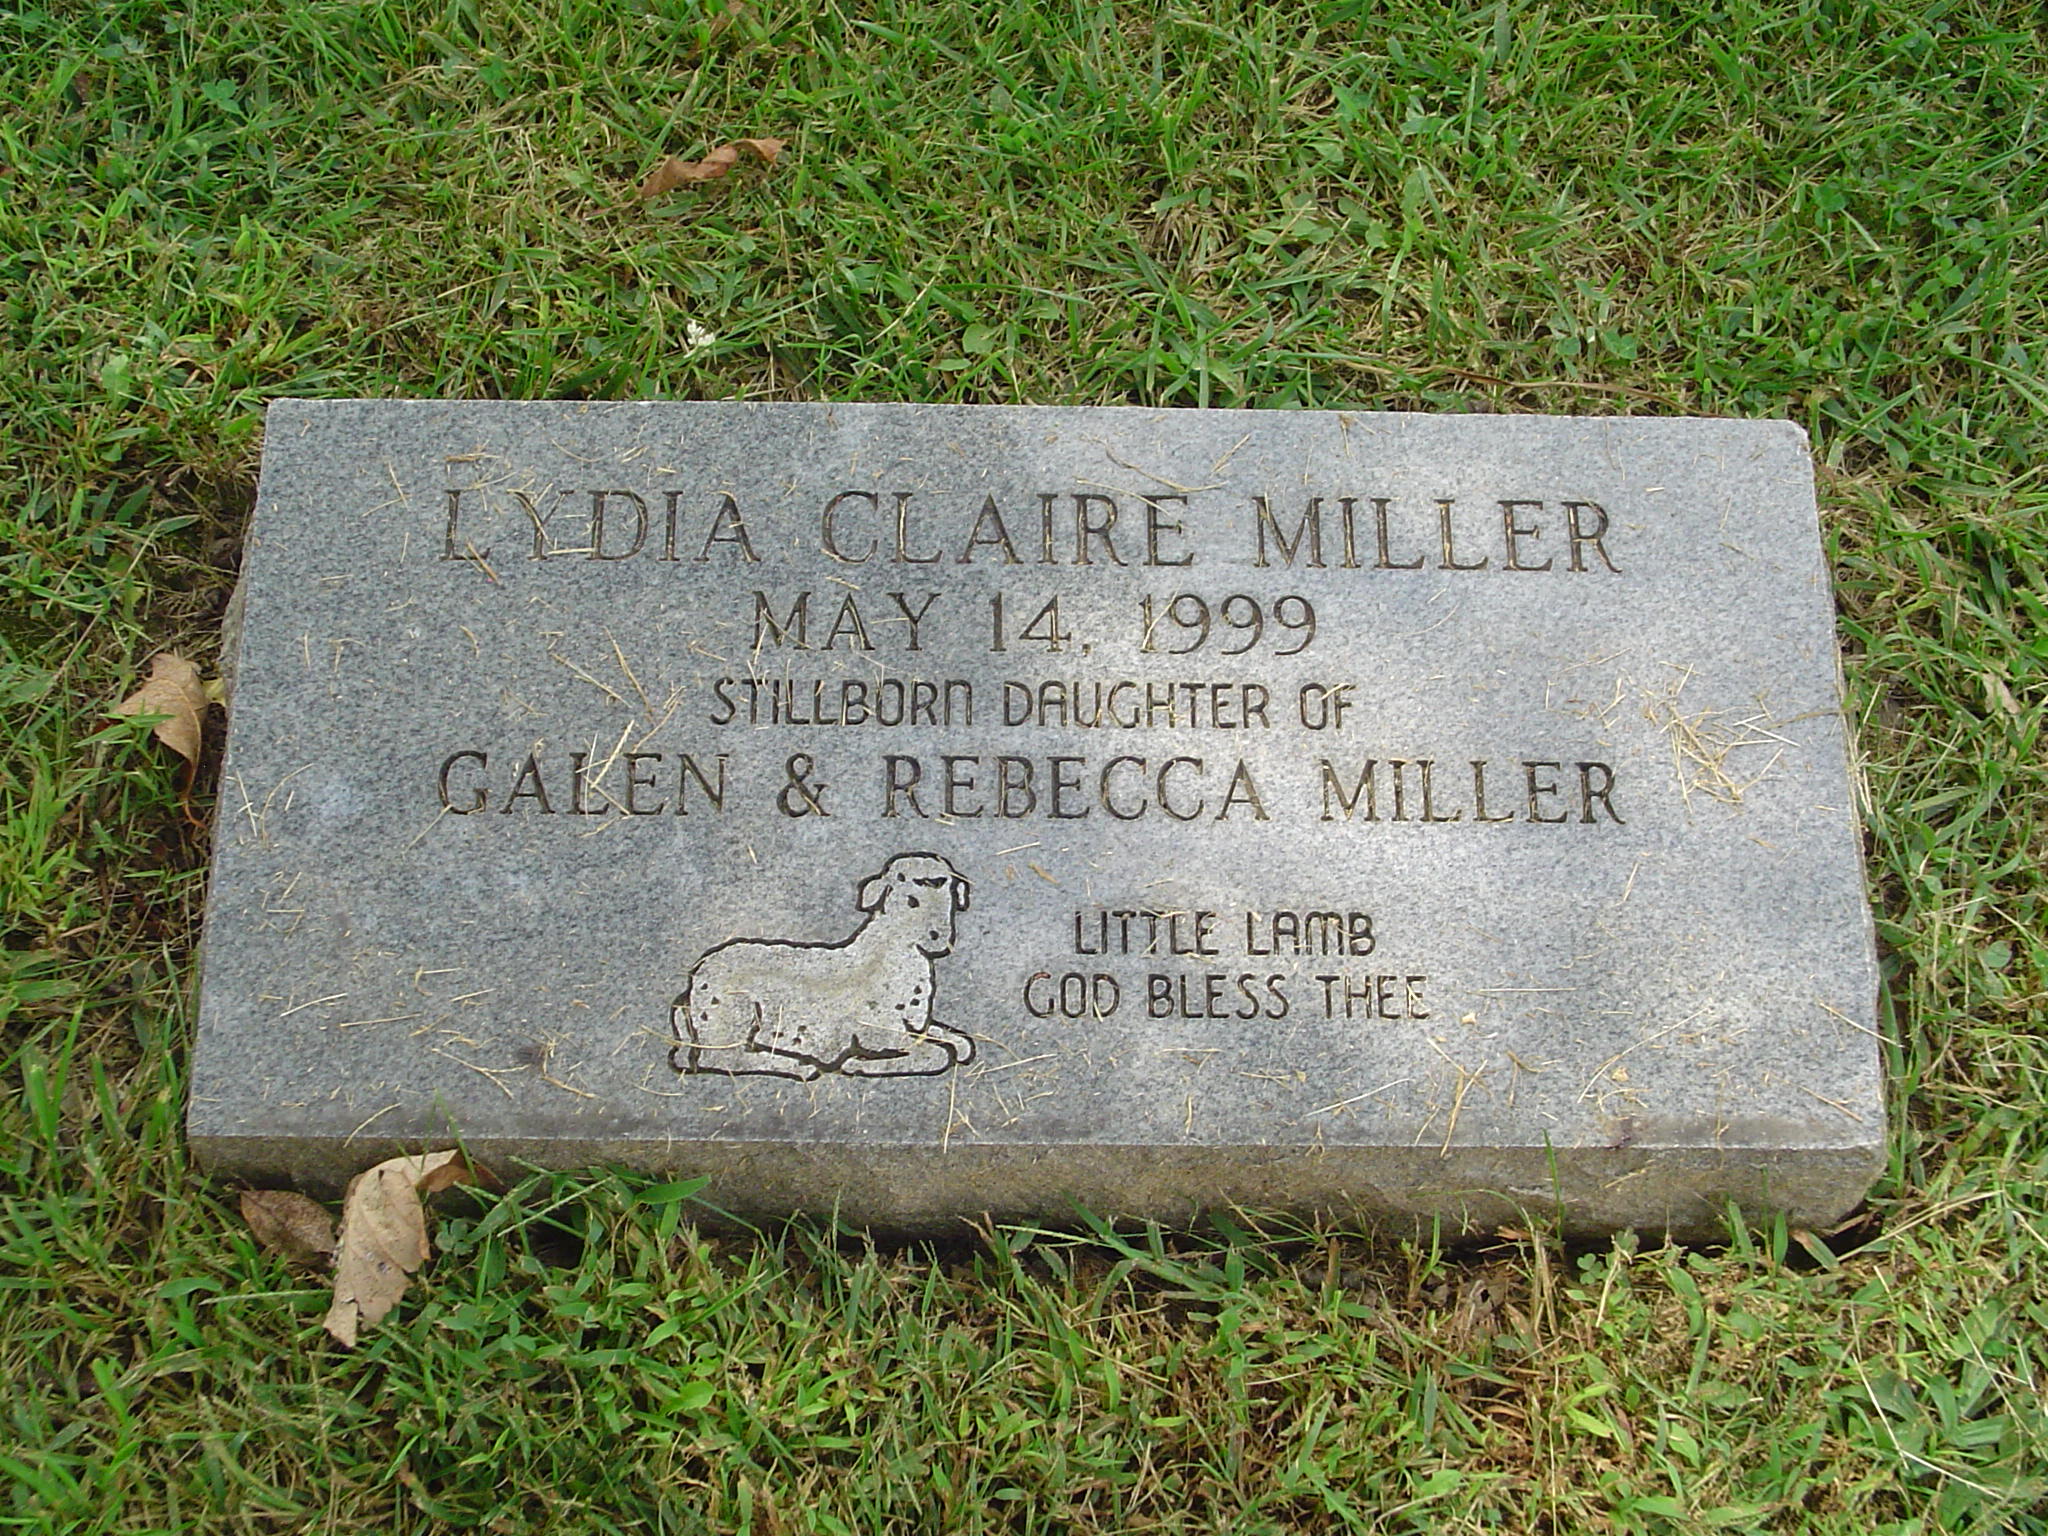 LYDIA CLAIRE MILLER
MAY 14, 1999
STILLBORN DAUGHTER OF
GALEN & REBECCA MILLER
LITTLE LAMB
GOD BLESS THEE